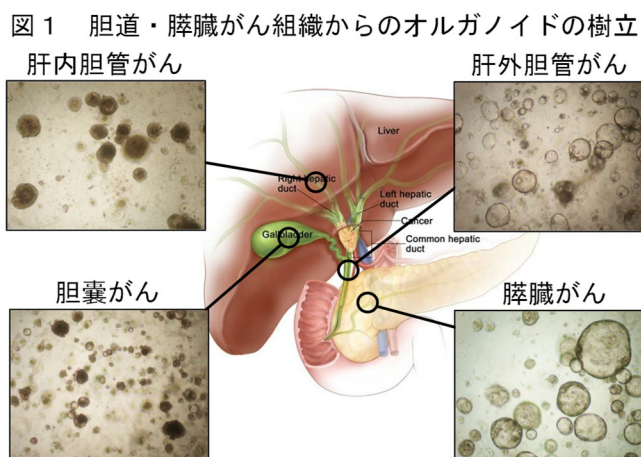 図1 胆道・膵臓がん組織からのオルガノイドの樹立
肝内胆管がん
肝外胆管がん
Liver
Right hepatic
duct
Left hepatic
duct
Cancer
Gallbladder
Common hepatic
duct
胆嚢がん
膵臓がん